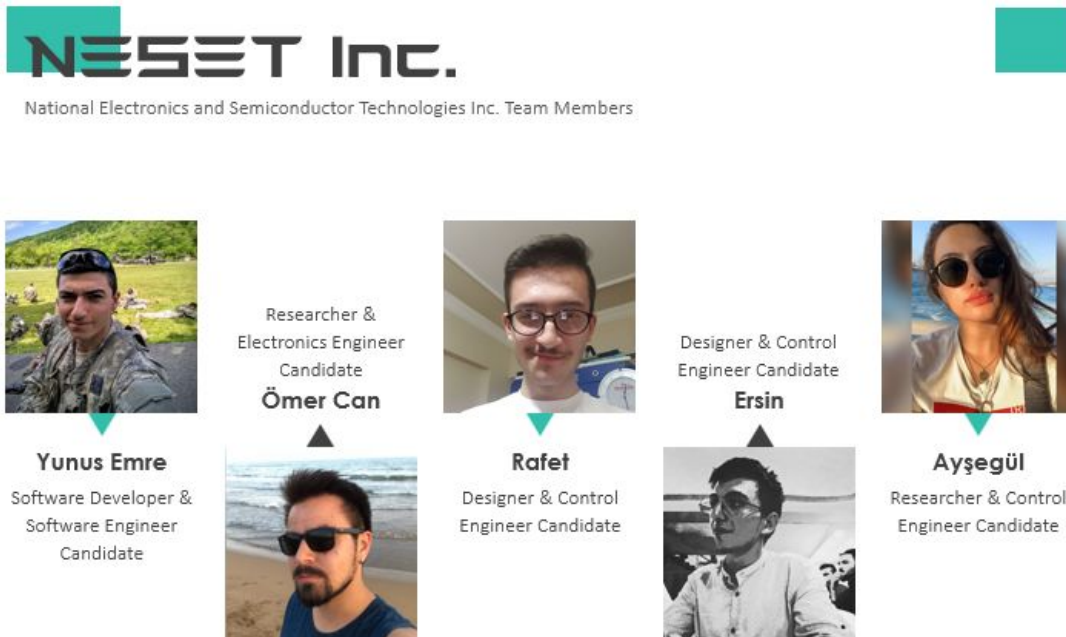 NESET Inc.
National Electronics and Semiconductor Technologies Inc. Team Members
Yunus Emre
Software Developer &
Software Engineer
Candidate
Researcher &
Electronics Engineer
Candidate
Ömer Can
Rafet
Designer & Control
Engineer Candidate
Designer & Control
Engineer Candidate
Ersin
Ayşegül
Researcher & Control
Engineer Candidate